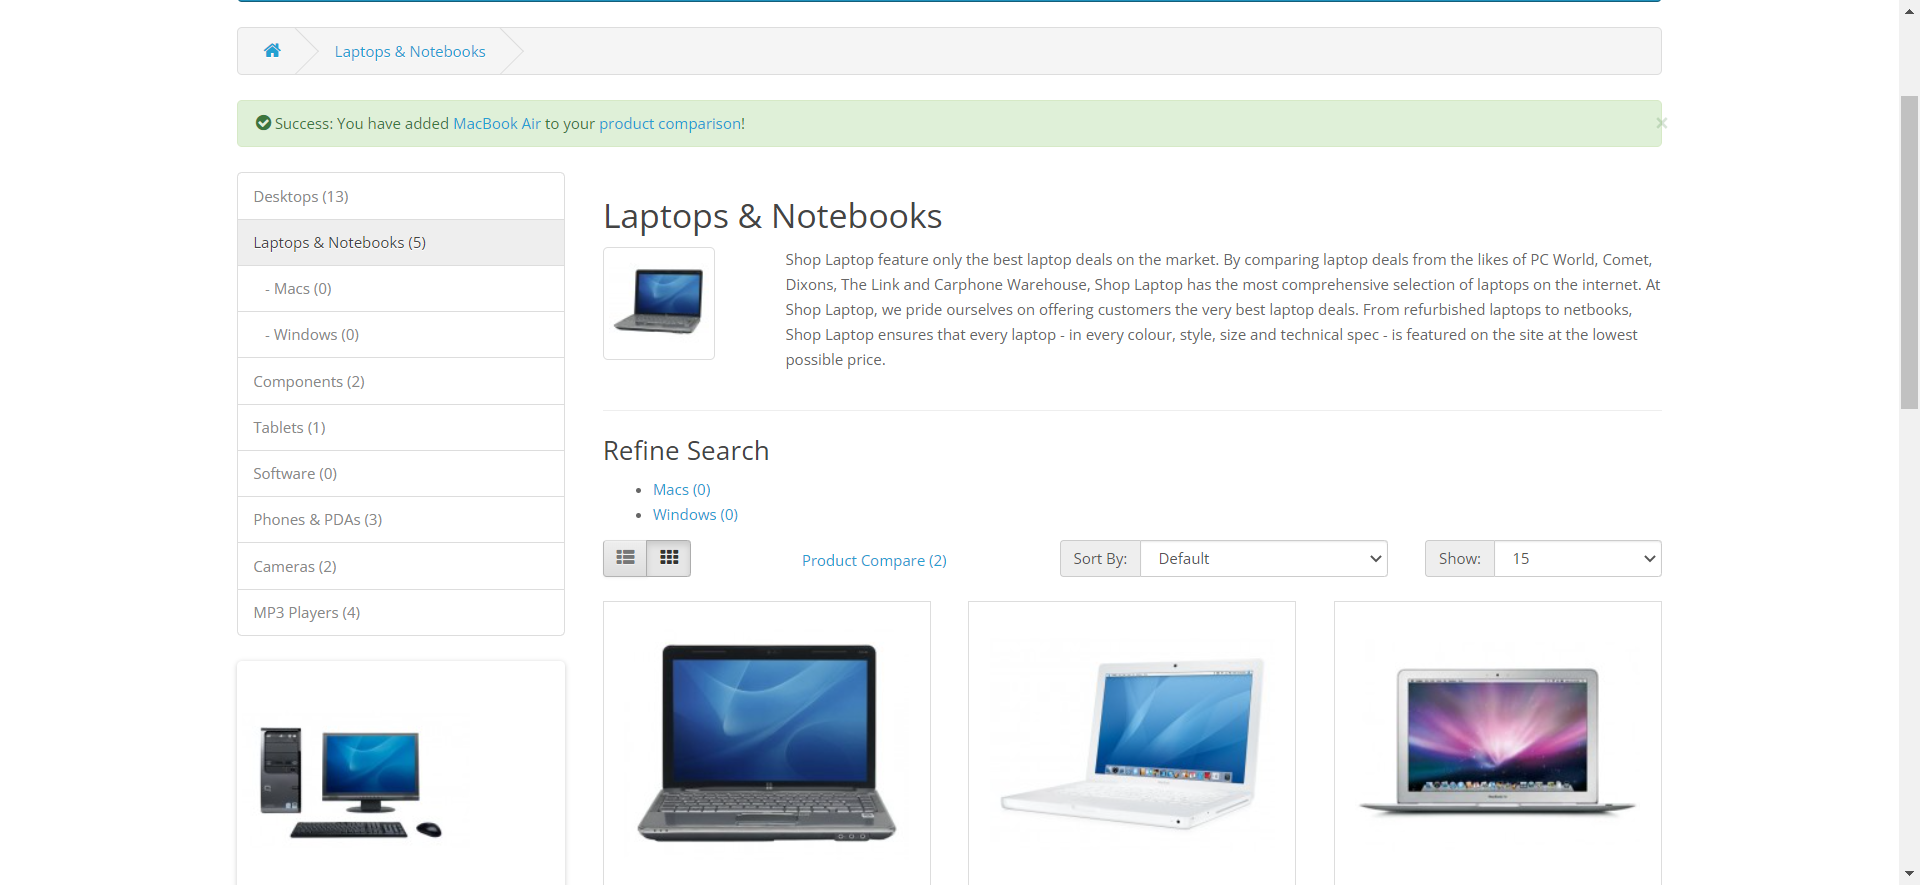 Laptops & Notebooks
Success: You have added MacBook Air to your product comparison!
×
Desktops (13)
Laptops & Notebooks (5)
- Macs (0)
- Windows (0)
Components (2)
Tablets (1)
Software (0)
Phones & PDAs (3)
Cameras (2)
MP3 Players (4)
Laptops & Notebooks
Shop Laptop feature only the best laptop deals on the market. By comparing laptop deals from the likes of PC World, Comet,
Dixons, The Link and Carphone Warehouse, Shop Laptop has the most comprehensive selection of laptops on the internet. At
Shop Laptop, we pride ourselves on offering customers the very best laptop deals. From refurbished laptops to netbooks,
Shop Laptop ensures that every laptop - in every colour, style, size and technical spec - is featured on the site at the lowest
possible price.
Refine Search
Macs (0)
Windows (0)
Product Compare (2)
Sort By: Default
Show: 15